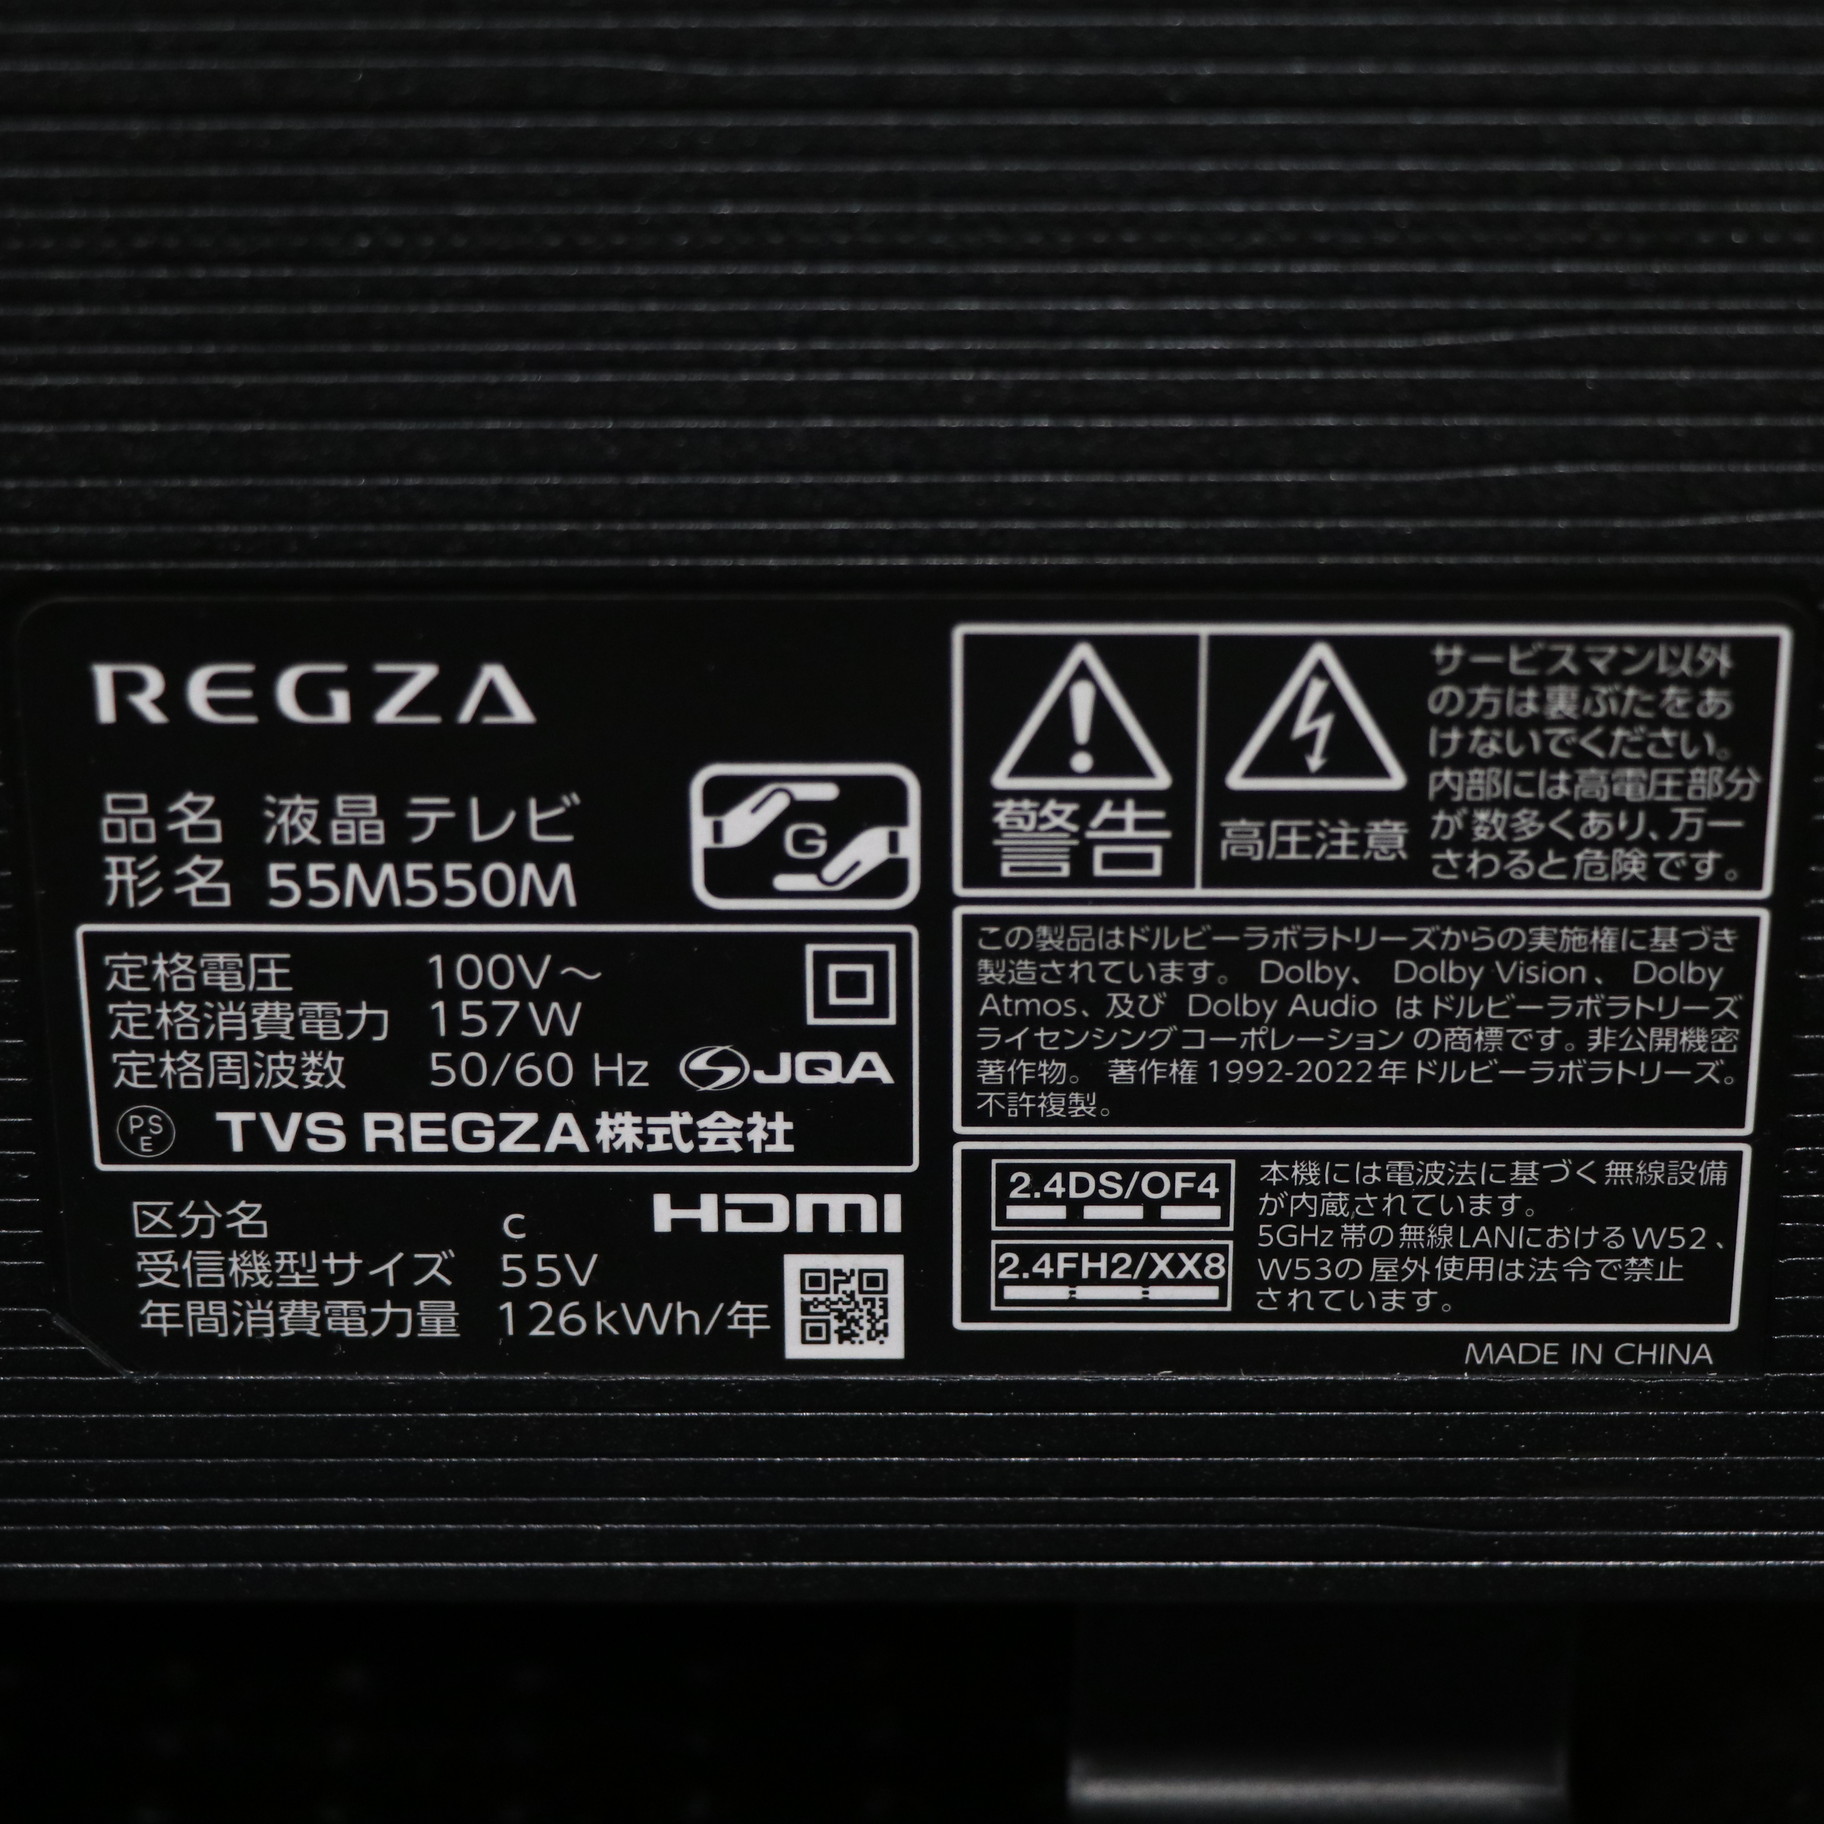 REGZA
品名 液晶テレビ
形名 55M550M
G
定格電圧 100V～
定格消費電力 157W
定格周波数 50/60 Hz
JQA
PS
E
TVS REGZA株式会社
区分名 c
HDMI
受信機型サイズ 55V
年間消費電力量 126kWh/年
警告
高圧注意
サービスマン以外
の方は裏ぶたをあ
けないでください。
内部には高電圧部分
が数多くあり、万一
さわると危険です。
この製品はドルビーラボラトリーズからの実施権に基づき
製造されています。 Dolby、 Dolby Vision、 Dolby
Atmos、及び Dolby Audio はドルビーラボラトリーズ
ライセンシングコーポレーションの商標です。非公開機密
著作物。 著作権 1992-2022年ドルビーラボラトリーズ。
不許複製。
2.4DS/OF4
2.4FH2/XX8
本機には電波法に基づく無線設備
が内蔵されています。
5GHz帯の無線LANにおけるW52、
W53の屋外使用は法令で禁止
されています。
MADE IN CHINA